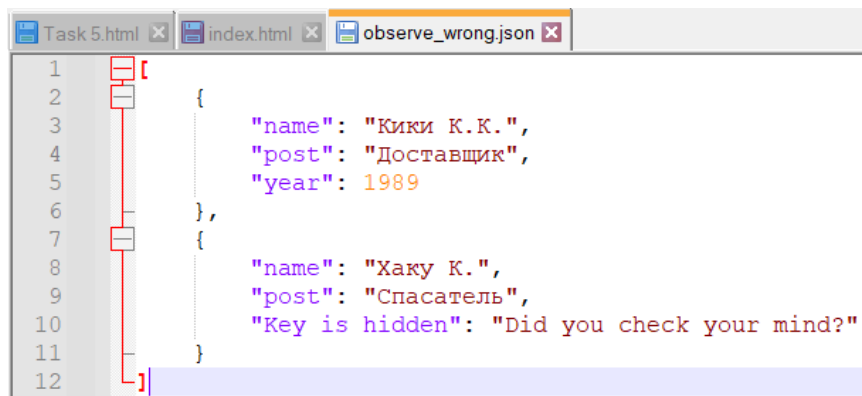 Task 5.html index.html observe_wrong.json
1 [
2 {
3 "name": "Кики К.К.",
4 "post": "Доставщик",
5 "year": 1989
6 },
7 {
8 "name": "Хаку К.",
9 "post": "Спасатель",
10 "Key is hidden": "Did you check your mind?"
11 }
12 ]